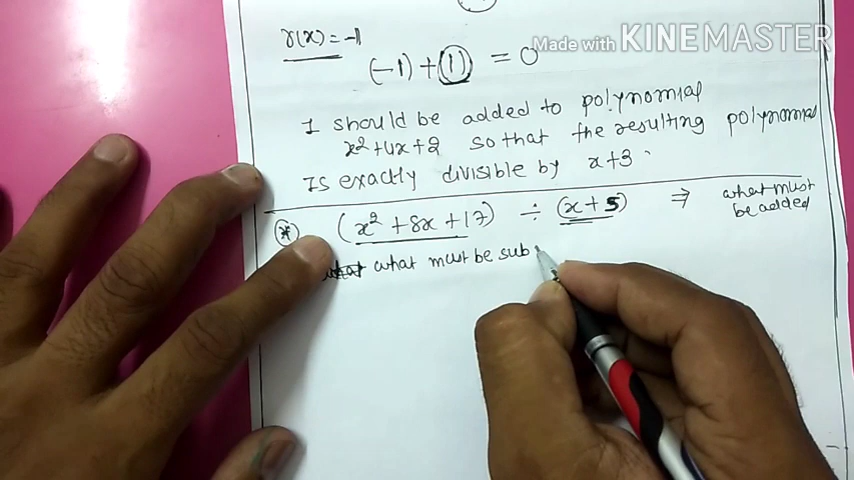 r(x) = -1
Made with KINEMASTER
(-1) + 1 = 0
1 should be added to polynomial
x² + 4x + 2 so that the resulting polynomial
Is exactly divisible by x + 3
* (x² + 8x + 17) ÷ (x + 5) ⇒ what must
be added
what must be sub